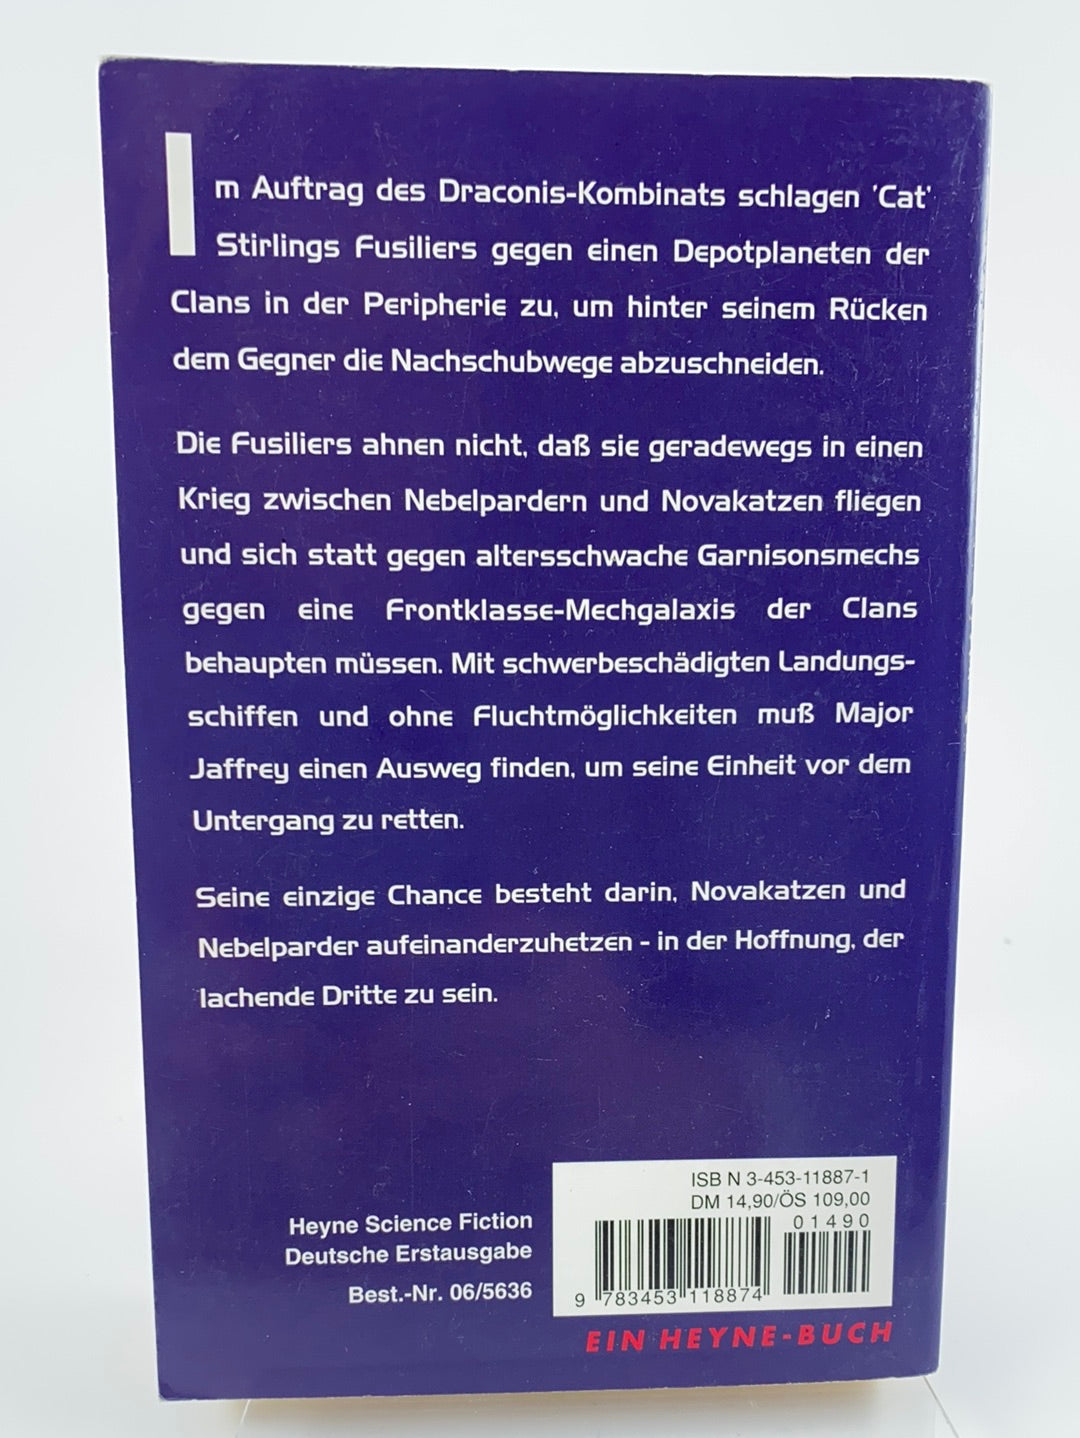 Im Auftrag des Draconis-Kombinats schlagen 'Cat'
Stirlings Fusiliers gegen einen Depotplaneten der
Clans in der Peripherie zu, um hinter seinem Rücken
dem Gegner die Nachschubwege abzuschneiden.
Die Fusiliers ahnen nicht, daß sie geradewegs in einen
Krieg zwischen Nebelpardern und Novakatzen fliegen
und sich statt gegen altersschwache Garnisonsmechs
gegen eine Frontklasse-Mechgalaxis der Clans
behaupten müssen. Mit schwerbeschädigten Landungs-
schiffen und ohne Fluchtmöglichkeiten muß Major
Jaffrey einen Ausweg finden, um seine Einheit vor dem
Untergang zu retten.
Seine einzige Chance besteht darin, Novakatzen und
Nebelparder aufeinanderzuhetzen - in der Hoffnung, der
lachende Dritte zu sein.
Heyne Science Fiction
Deutsche Erstausgabe
Best.-Nr. 06/5636
ISBN 3-453-11887-1
DM 14,90/ÖS 109,00
01490
9 783453 118874
EIN HEYNE-BUCH